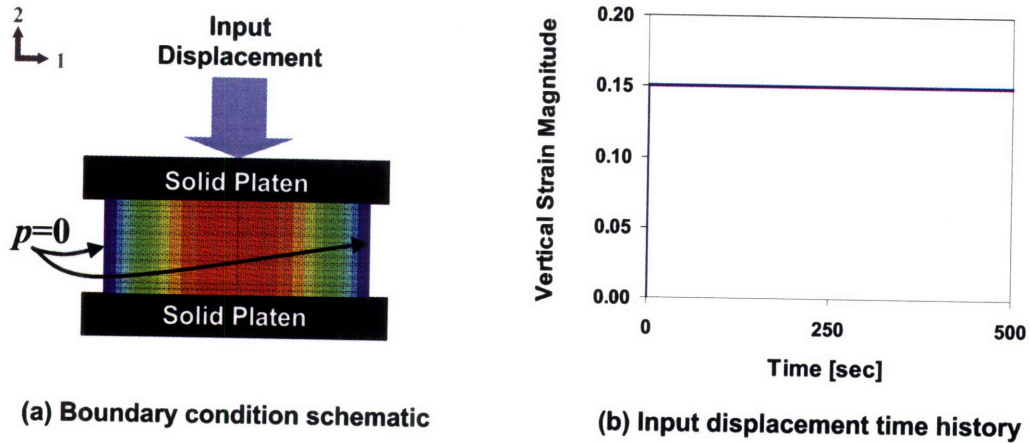 2
1
Input
Displacement
Solid Platen
p=0
Solid Platen
(a) Boundary condition schematic
Vertical Strain Magnitude
0.20
0.15
0.10
0.05
0.00
0 250 500
Time [sec]
(b) Input displacement time history